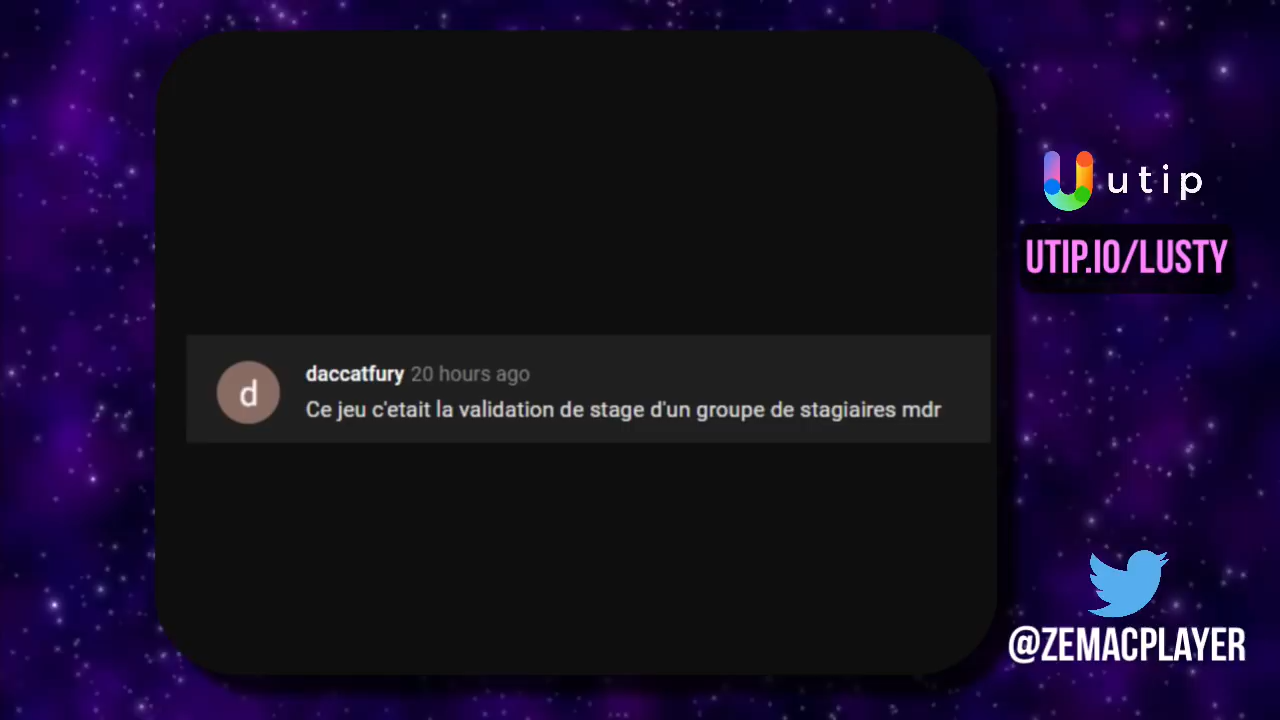 utip
UTIP.IO/LUSTY
d
daccatfury 20 hours ago
Ce jeu c'etait la validation de stage d'un groupe de stagiaires mdr
@ZEMACPLAYER